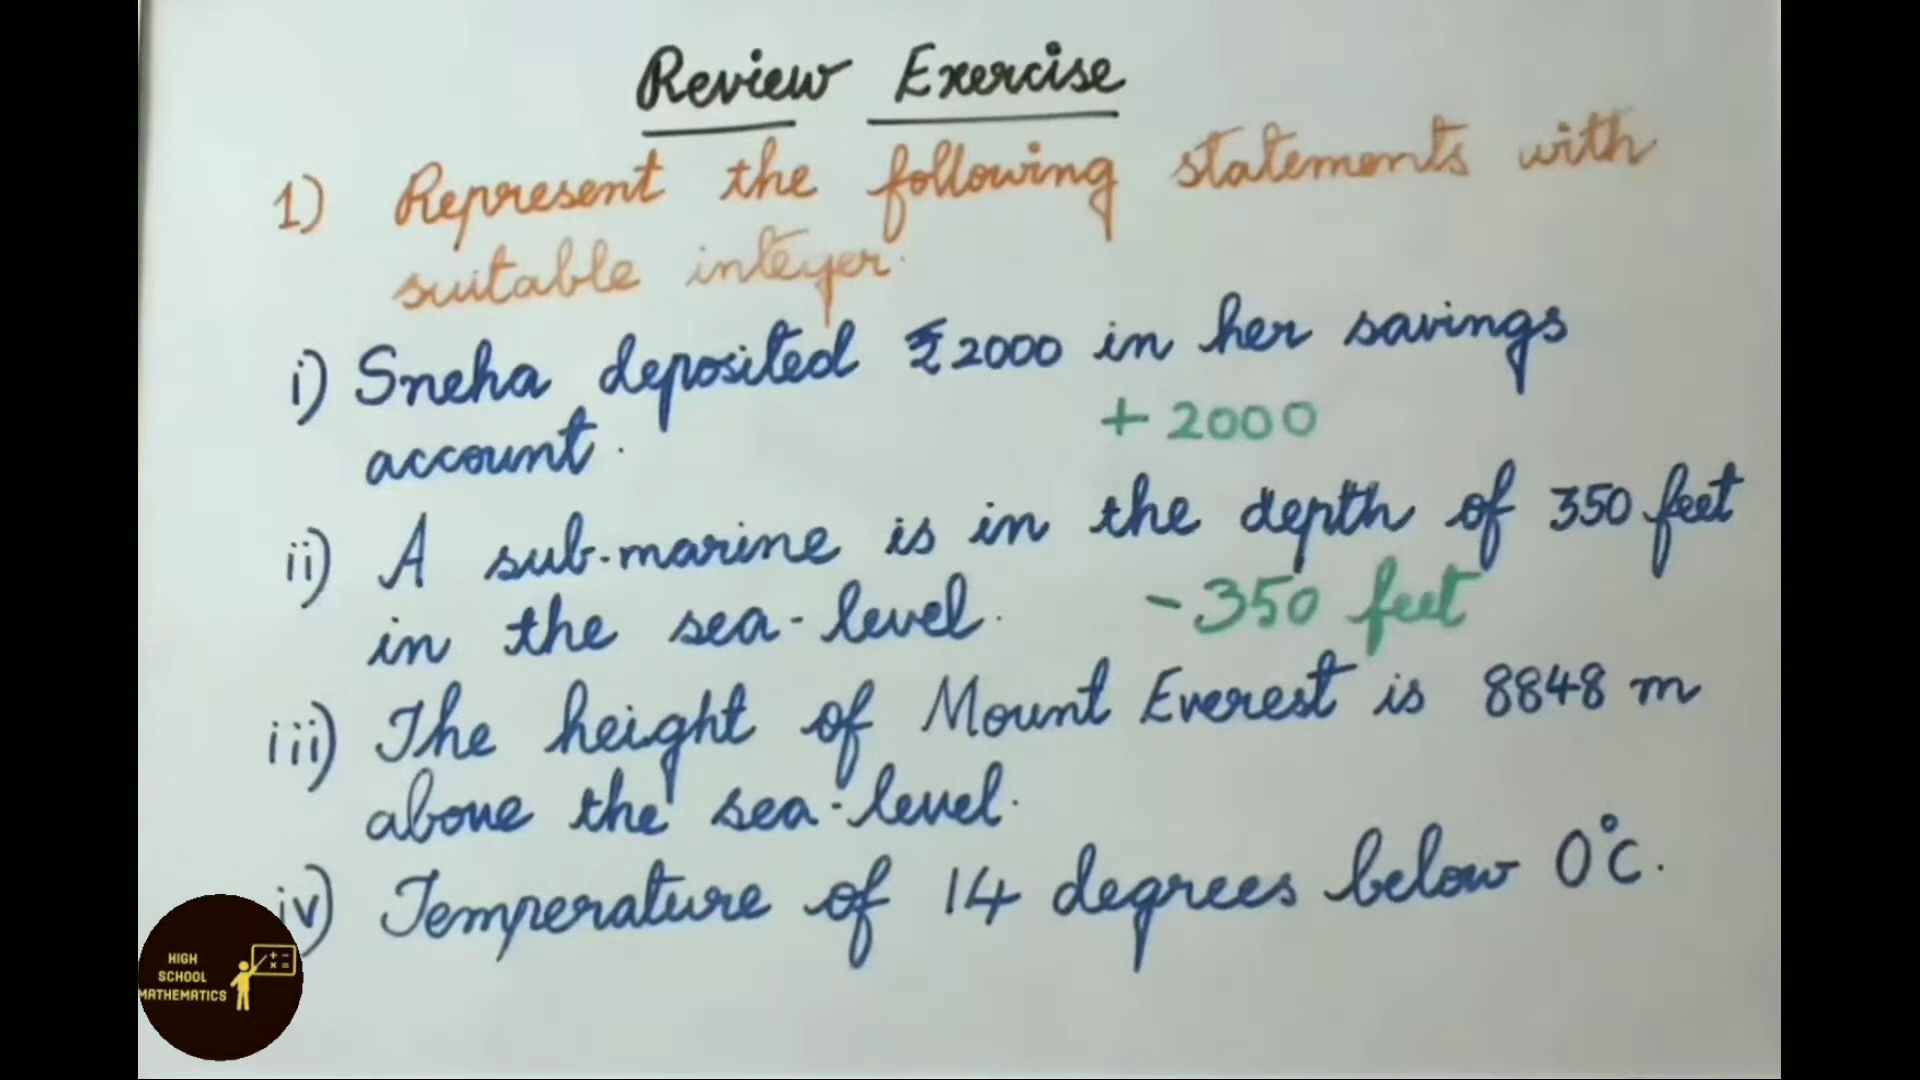 Review Exercise
1) Represent the following statements with
suitable integer.
i) Sneha deposited ₹2000 in her savings
account.
+ 2000
ii) A sub-marine is in the depth of 350 feet
in the sea-level.
- 350 feet
iii) The height of Mount Everest is 8848 m
above the sea-level.
iv) Temperature of 14 degrees below 0°C.
HIGH
SCHOOL
MATHEMATICS
+ -
× =